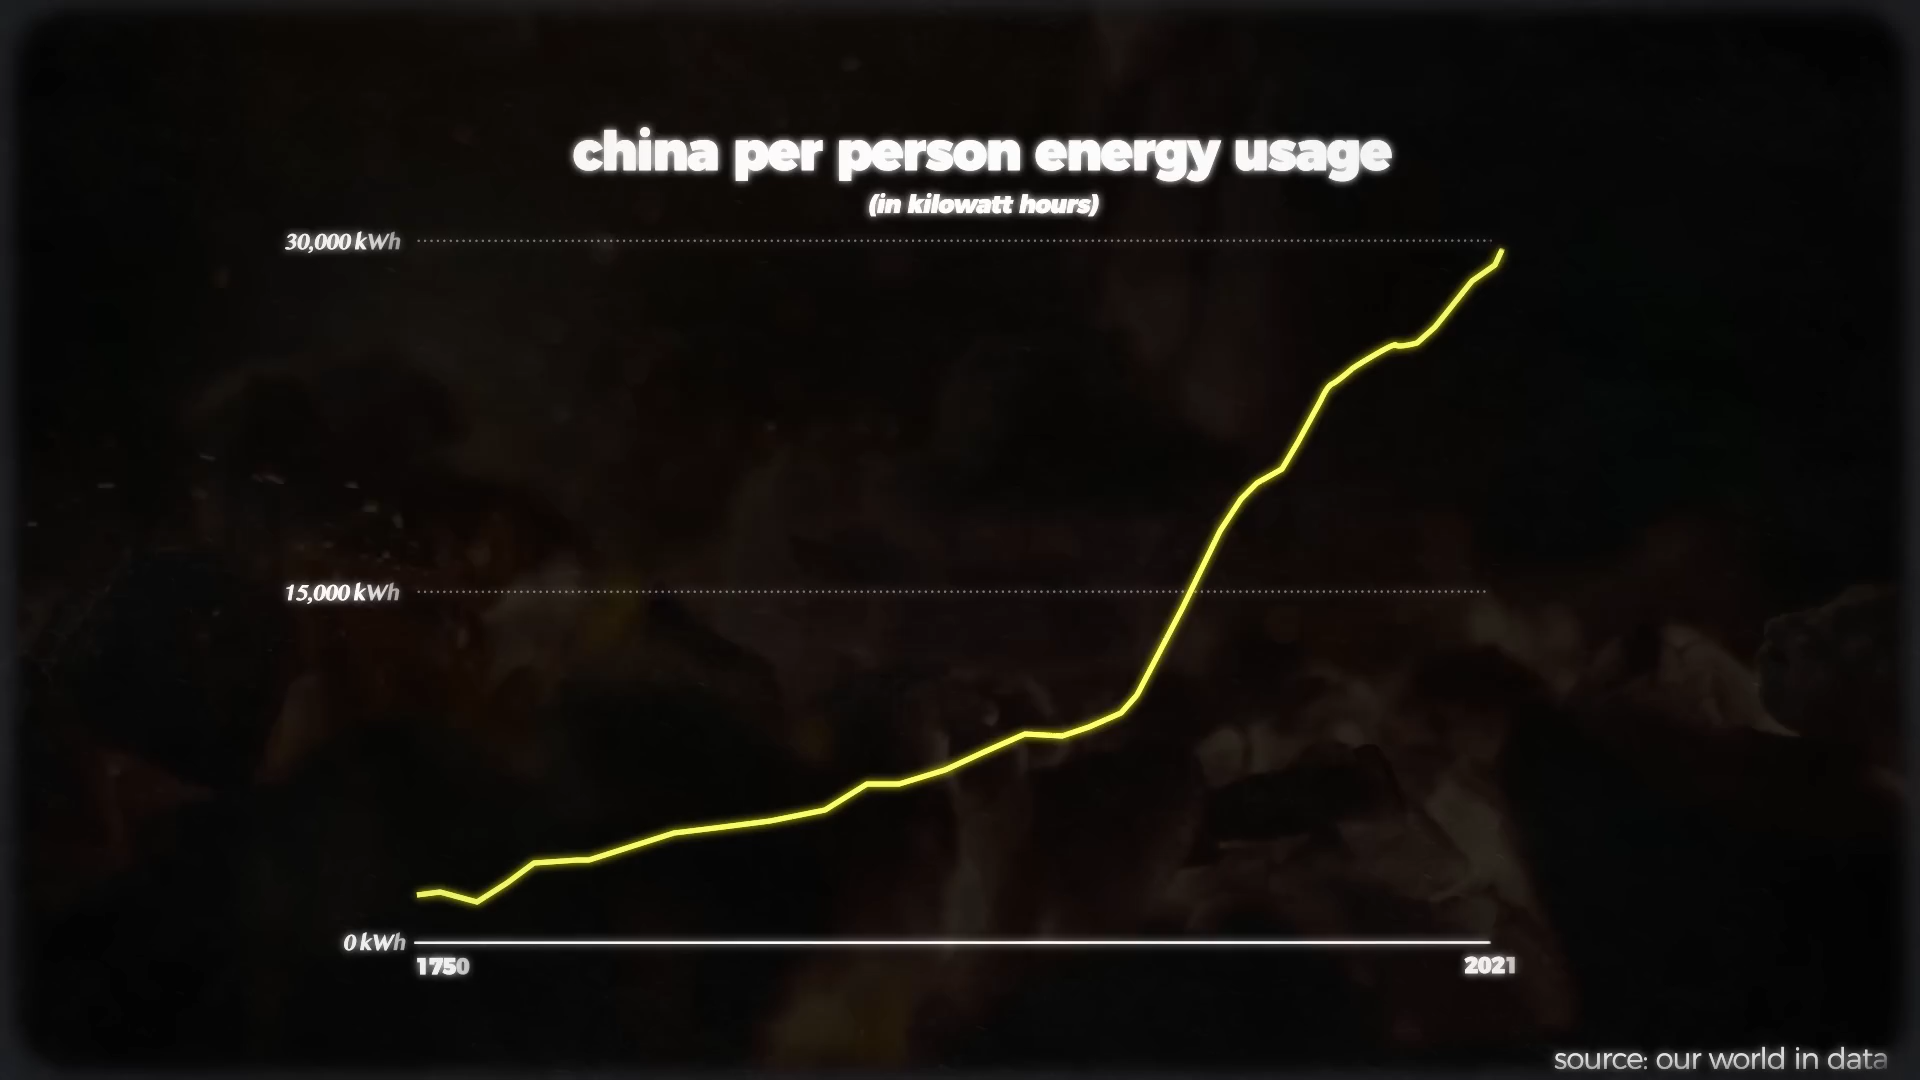 china per person energy usage
(in kilowatt hours)
30,000 kWh
15,000 kWh
0 kWh
1750
2021
source: our world in data